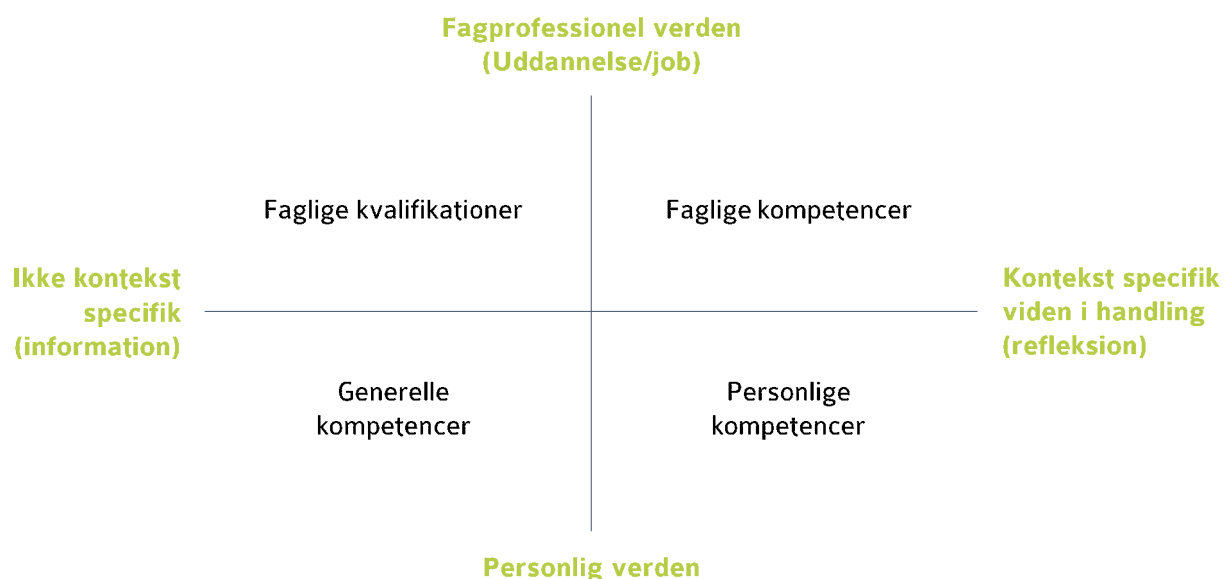 Fagprofessionel verden
(Uddannelse/job)
Faglige kvalifikationer
Faglige kompetencer
Ikke kontekst
specifik
(information)
Kontekst specifik
viden i handling
(refleksion)
Generelle
kompetencer
Personlige
kompetencer
Personlig verden